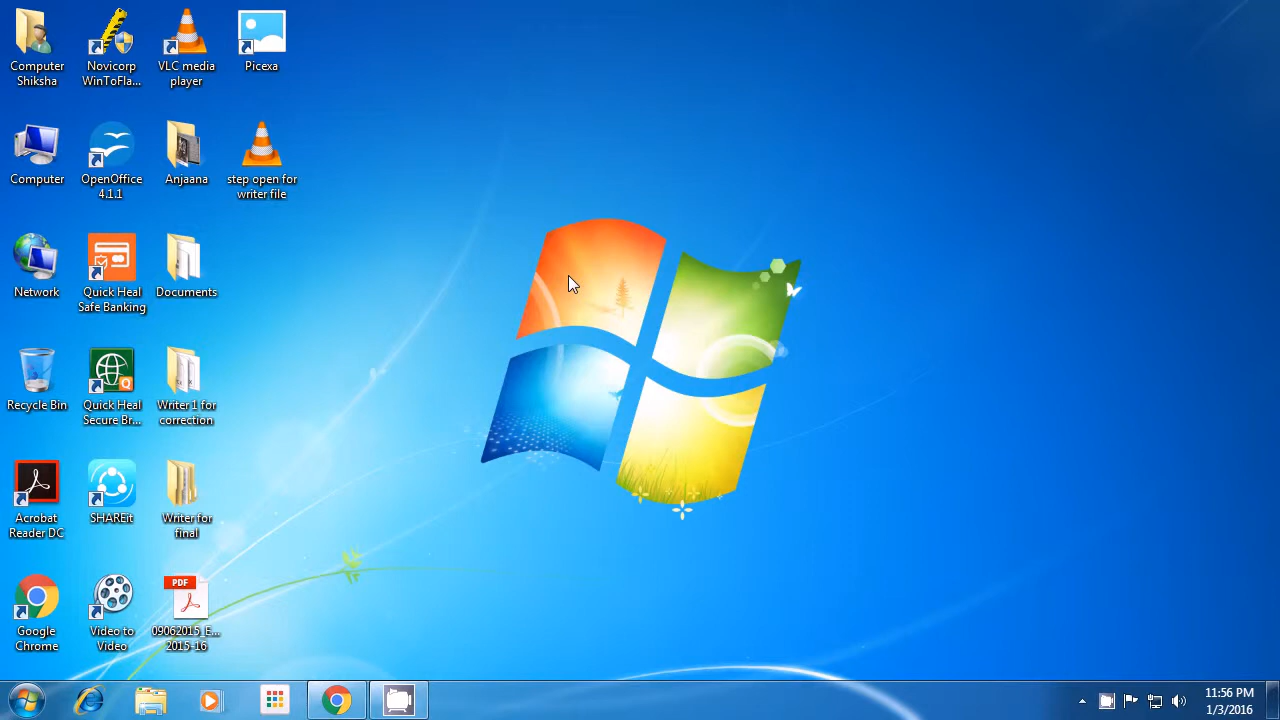 Computer
Shiksha
Novicorp
WinToFla...
VLC media
player
Picexa
Computer
OpenOffice
4.1.1
Anjaana
step open for
writer file
Network
Quick Heal
Safe Banking
Documents
Recycle Bin
Quick Heal
Secure Br...
Writer 1 for
correction
Acrobat
Reader DC
SHAREit
Writer for
final
Google
Chrome
Video to
Video
PDF
09062015_E...
2015-16
11:56 PM
1/3/2016